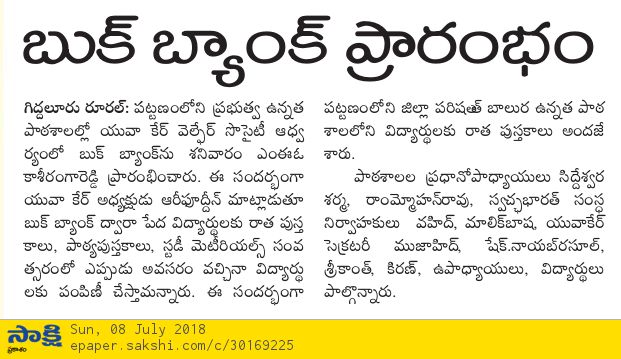 బుక్ బ్యాంక్ ప్రారంభం
గిద్దలూరు రూరల్: పట్టణంలోని ప్రభుత్వ ఉన్నత
పాఠశాలల్లో యువా కేర్ వెల్ఫేర్ సొసైటీ ఆధ్వ
ర్యంలో బుక్ బ్యాంక్‌ను శనివారం ఎంఈఓ
కాశీరంగారెడ్డి ప్రారంభించారు. ఈ సందర్భంగా
యువా కేర్ అధ్యక్షుడు ఆరీఫుద్దీన్ మాట్లాడుతూ
బుక్ బ్యాంక్ ద్వారా పేద విద్యార్థులకు రాత పుస్త
కాలు, పాఠ్యపుస్తకాలు, స్టడీ మెటీరియల్స్ సంవ
త్సరంలో ఎప్పుడు అవసరం వచ్చినా విద్యార్థు
లకు పంపిణీ చేస్తామన్నారు. ఈ సందర్భంగా
పట్టణంలోని జిల్లా పరిషత్ బాలుర ఉన్నత పాఠ
శాలలోని విద్యార్థులకు రాత పుస్తకాలు అందజే
శారు.
పాఠశాలల ప్రధానోపాధ్యాయులు సిద్దేశ్వర
శర్మ, రాంమ్మోహన్‌రావు, స్వచ్ఛభారత్ సంస్థ
నిర్వాహకులు వహిద్, మాలిక్‌బాష, యువాకేర్
సెక్రటరీ ముజాహిద్, షేక్.నాయబ్‌రసూల్,
శ్రీకాంత్, కిరణ్, ఉపాధ్యాయులు, విద్యార్థులు
పాల్గొన్నారు.
సాక్షి
ప్రకాశం
Sun, 08 July 2018
epaper.sakshi.com/c/30169225